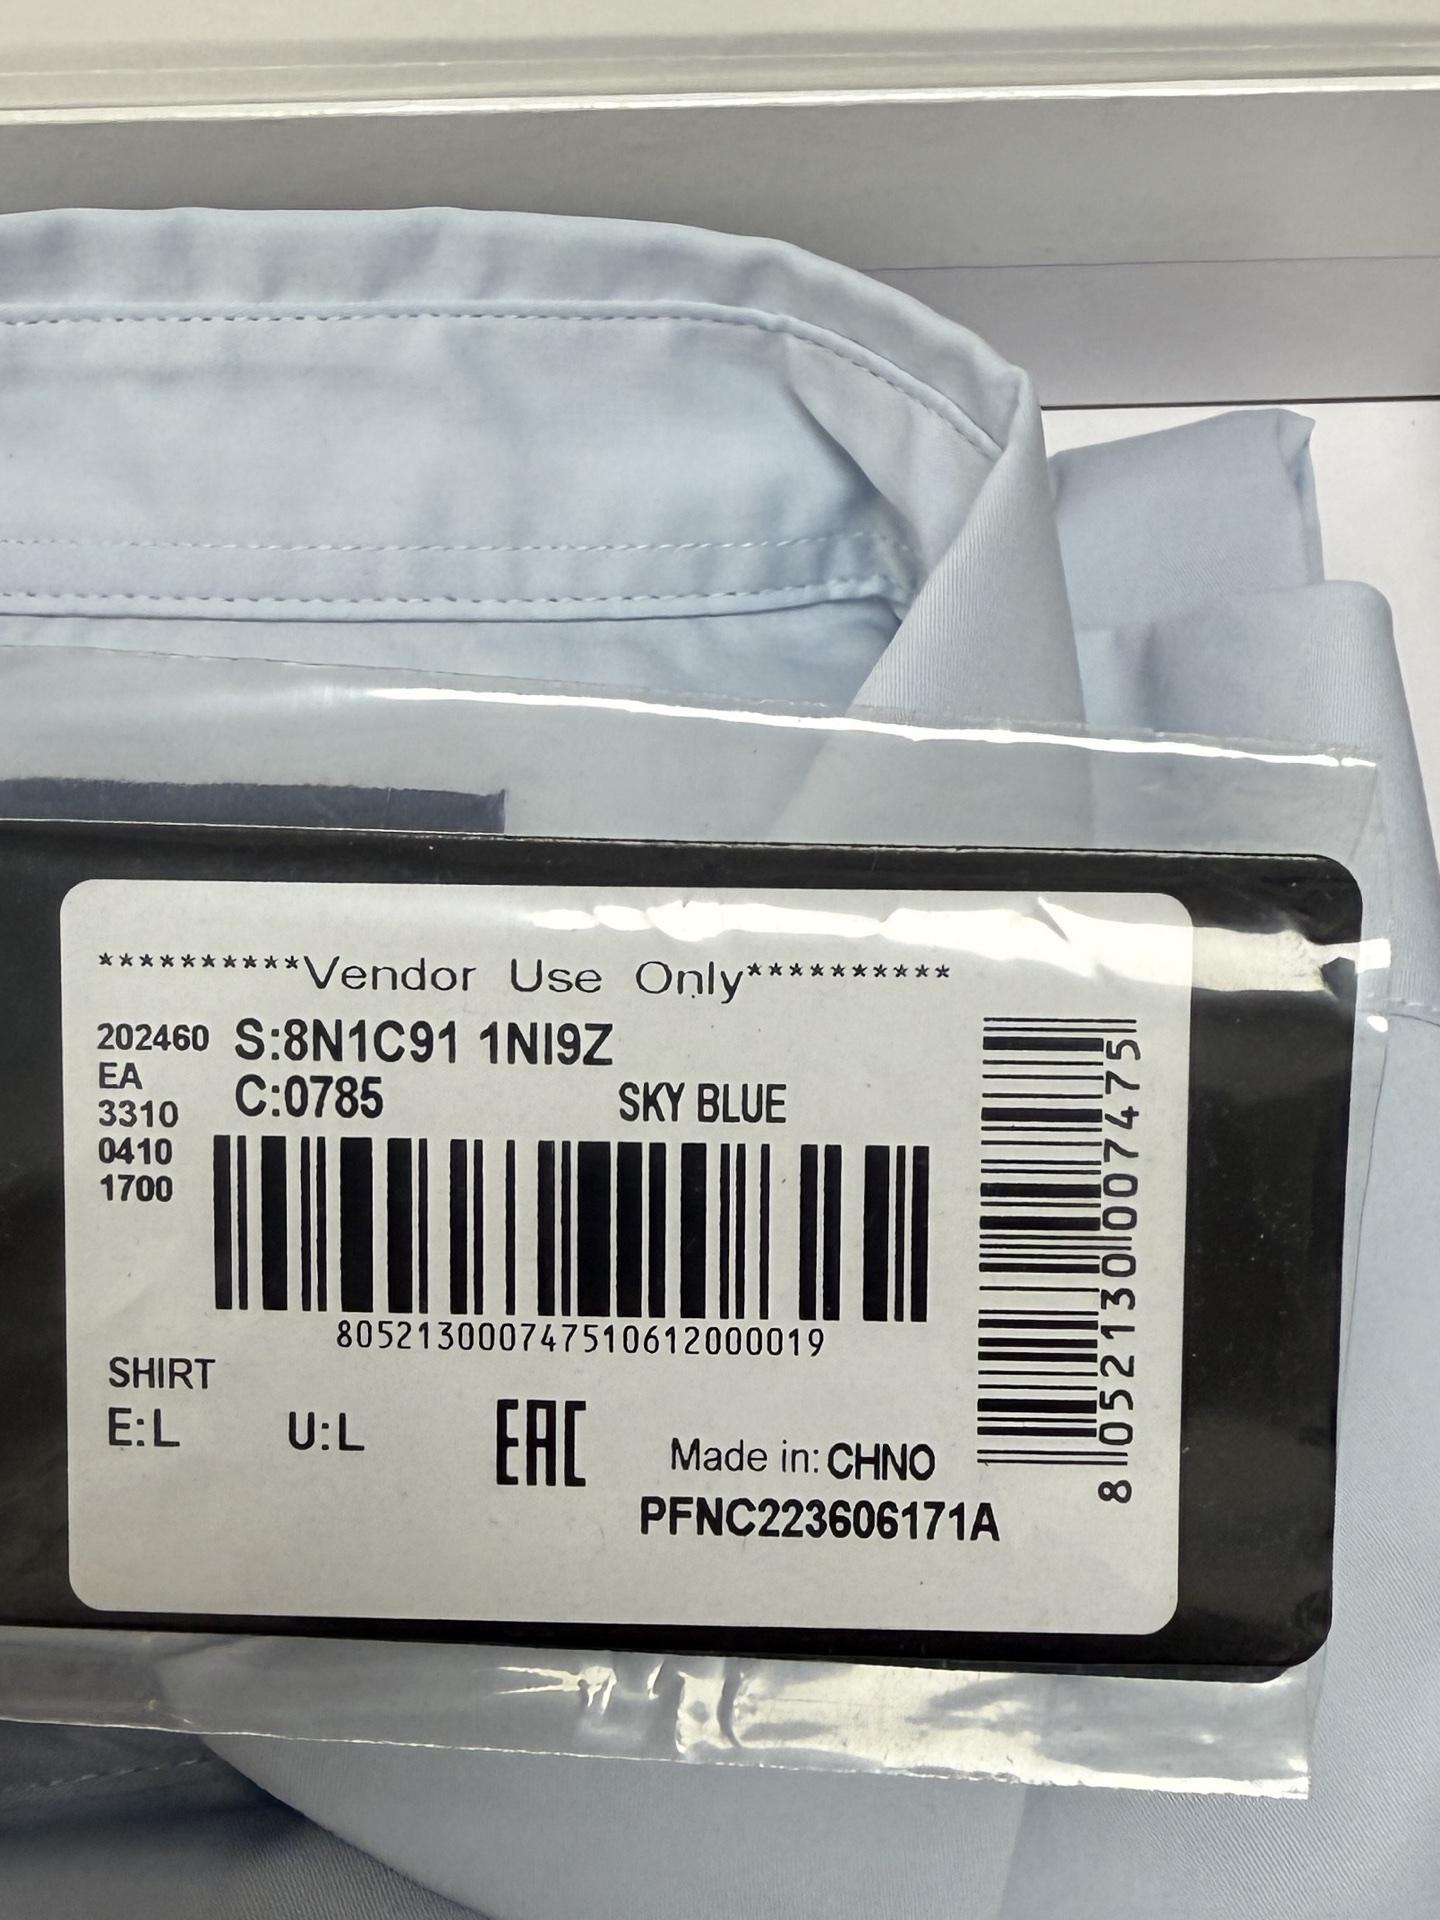 **********Vendor Use Only**********
202460
EA
3310
0410
1700
S:8N1C91 1NI9Z
C:0785
SKY BLUE
805213000747510612000019
SHIRT
E:L
U:L
EAC
Made in: CHNO
PFNC223606171A
8052130007475